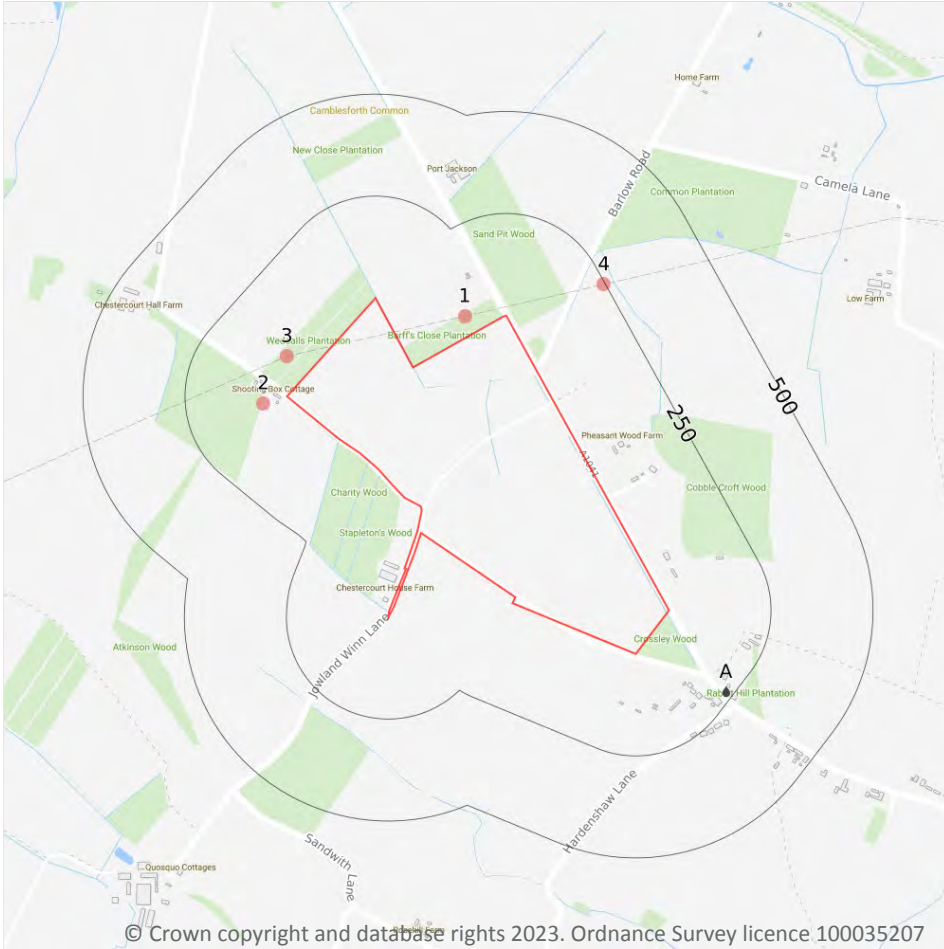 Home Farm
Camblesforth Common
New Close Plantation
Port Jackson
Barlow Road
Common Plantation
Camela Lane
Sand Pit Wood
4
Low Farm
Chestercourt Hall Farm
1
3
Barff's Close Plantation
2
Shooting Box Cottage
500
250
Pheasant Wood Farm
A1041
Charity Wood
Cobble Croft Wood
Stapleton's Wood
Chestercourt House Farm
Jowland Winn Lane
Crossley Wood
Atkinson Wood
A
Rabbit Hill Plantation
Hardenshaw Lane
Sandwith Lane
Quosquo Cottages
© Crown copyright and database rights 2023. Ordnance Survey licence 100035207